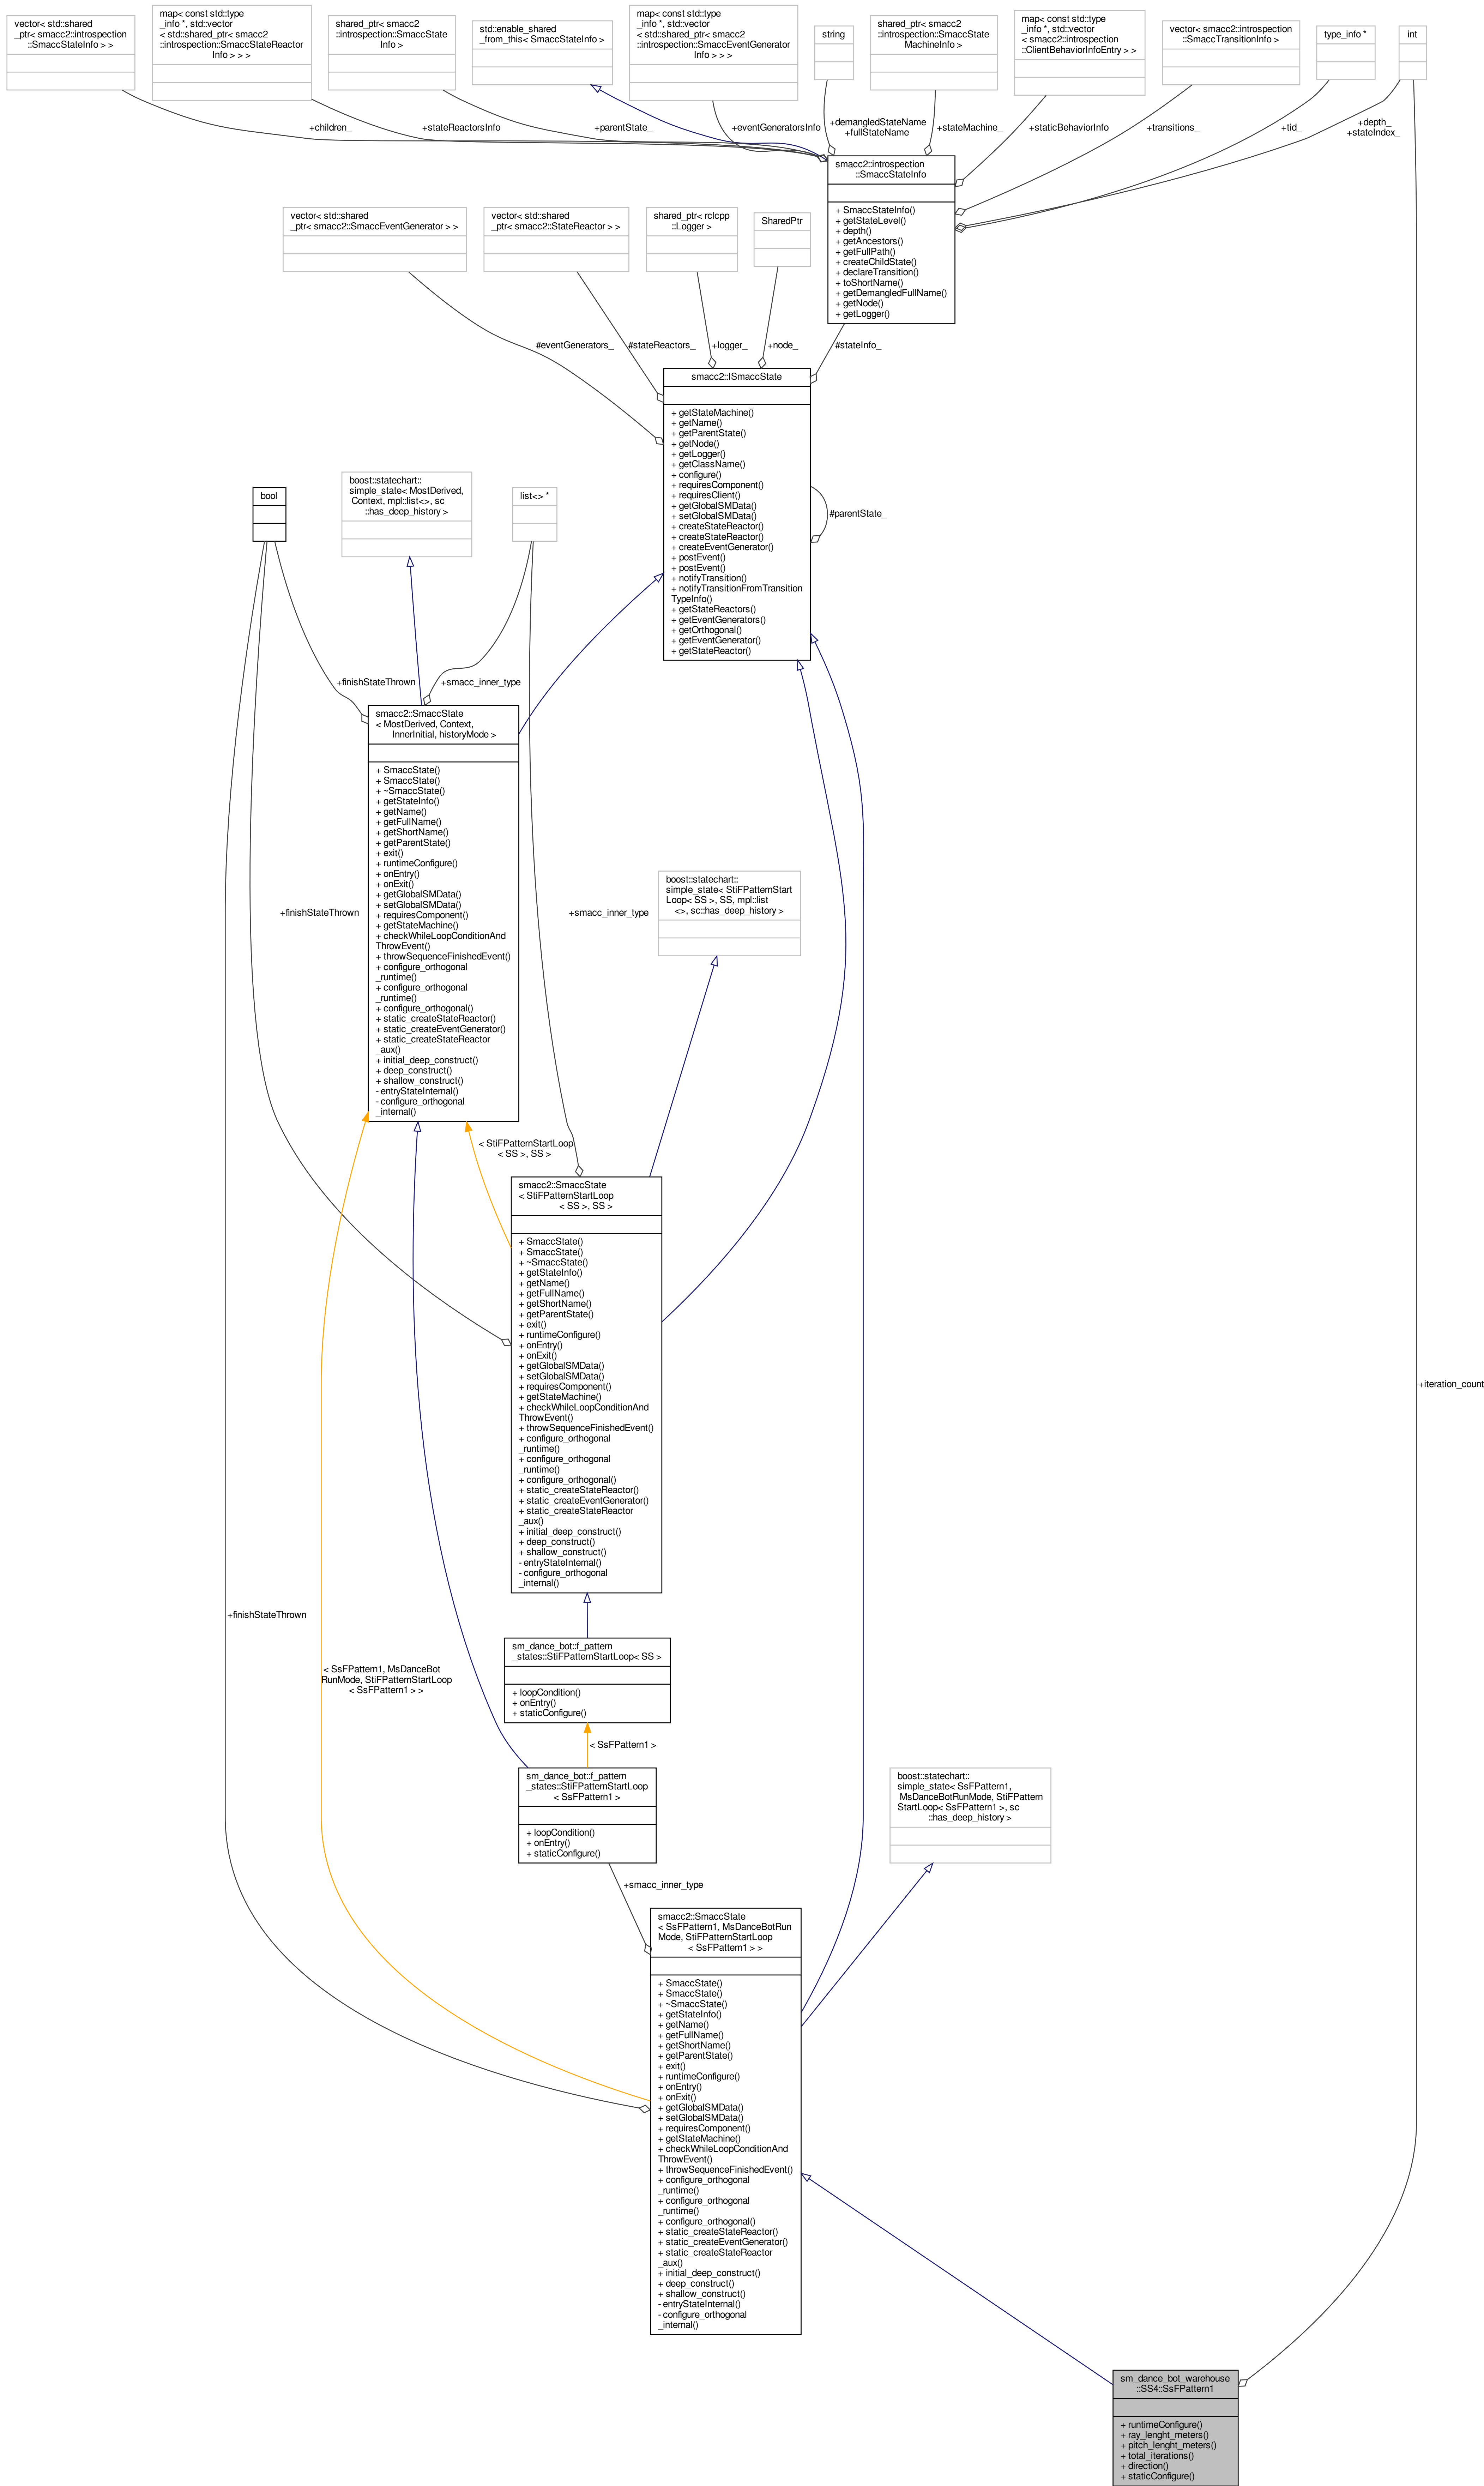 vector< std::shared
_ptr< smacc2::introspection
::SmaccStateInfo > >
map< const std::type
_info *, std::vector
< std::shared_ptr< smacc2
::introspection::SmaccStateReactor
Info > > >
shared_ptr< smacc2
::introspection::SmaccState
Info >
std::enable_shared
_from_this< SmaccStateInfo >
map< const std::type
_info *, std::vector
< std::shared_ptr< smacc2
::introspection::SmaccEventGenerator
Info > > >
string
shared_ptr< smacc2
::introspection::SmaccState
MachineInfo >
map< const std::type
_info *, std::vector
< smacc2::introspection
::ClientBehaviorInfoEntry > >
vector< smacc2::introspection
::SmaccTransitionInfo >
type_info *
int
+children_
+stateReactorsInfo
+parentState_
+eventGeneratorsInfo
+demangledStateName
+fullStateName
+stateMachine_
+staticBehaviorInfo
+transitions_
+tid_
+depth_
+stateIndex_
smacc2::introspection
::SmaccStateInfo
+ SmaccStateInfo()
+ getStateLevel()
+ depth()
+ getAncestors()
+ getFullPath()
+ createChildState()
+ declareTransition()
+ toShortName()
+ getDemangledFullName()
+ getNode()
+ getLogger()
vector< std::shared
_ptr< smacc2::SmaccEventGenerator > >
vector< std::shared
_ptr< smacc2::StateReactor > >
shared_ptr< rclcpp
::Logger >
SharedPtr
#eventGenerators_
#stateReactors_
+logger_
+node_
#stateInfo_
smacc2::ISmaccState
+ getStateMachine()
+ getName()
+ getParentState()
+ getNode()
+ getLogger()
+ getClassName()
+ configure()
+ requiresComponent()
+ requiresClient()
+ getGlobalSMData()
+ setGlobalSMData()
+ createStateReactor()
+ createStateReactor()
+ createEventGenerator()
+ postEvent()
+ postEvent()
+ notifyTransition()
+ notifyTransitionFromTransition
TypeInfo()
+ getStateReactors()
+ getEventGenerators()
+ getOrthogonal()
+ getEventGenerator()
+ getStateReactor()
#parentState_
bool
boost::statechart::
simple_state< MostDerived,
Context, mpl::list<>, sc
::has_deep_history >
list<> *
+finishStateThrown
+smacc_inner_type
smacc2::SmaccState
< MostDerived, Context,
InnerInitial, historyMode >
+ SmaccState()
+ SmaccState()
+ ~SmaccState()
+ getStateInfo()
+ getName()
+ getFullName()
+ getShortName()
+ getParentState()
+ exit()
+ runtimeConfigure()
+ onEntry()
+ onExit()
+ getGlobalSMData()
+ setGlobalSMData()
+ requiresComponent()
+ getStateMachine()
+ checkWhileLoopConditionAnd
ThrowEvent()
+ throwSequenceFinishedEvent()
+ configure_orthogonal
_runtime()
+ configure_orthogonal
_runtime()
+ configure_orthogonal()
+ static_createStateReactor()
+ static_createEventGenerator()
+ static_createStateReactor
_aux()
+ initial_deep_construct()
+ deep_construct()
+ shallow_construct()
- entryStateInternal()
- configure_orthogonal
_internal()
boost::statechart::
simple_state< StiFPatternStart
Loop< SS >, SS, mpl::list
<>, sc::has_deep_history >
+finishStateThrown
+smacc_inner_type
< StiFPatternStartLoop
< SS >, SS >
smacc2::SmaccState
< StiFPatternStartLoop
< SS >, SS >
+ SmaccState()
+ SmaccState()
+ ~SmaccState()
+ getStateInfo()
+ getName()
+ getFullName()
+ getShortName()
+ getParentState()
+ exit()
+ runtimeConfigure()
+ onEntry()
+ onExit()
+ getGlobalSMData()
+ setGlobalSMData()
+ requiresComponent()
+ getStateMachine()
+ checkWhileLoopConditionAnd
ThrowEvent()
+ throwSequenceFinishedEvent()
+ configure_orthogonal
_runtime()
+ configure_orthogonal
_runtime()
+ configure_orthogonal()
+ static_createStateReactor()
+ static_createEventGenerator()
+ static_createStateReactor
_aux()
+ initial_deep_construct()
+ deep_construct()
+ shallow_construct()
- entryStateInternal()
- configure_orthogonal
_internal()
+iteration_count
+finishStateThrown
< SsFPattern1, MsDanceBot
RunMode, StiFPatternStartLoop
< SsFPattern1 > >
sm_dance_bot::f_pattern
_states::StiFPatternStartLoop< SS >
+ loopCondition()
+ onEntry()
+ staticConfigure()
< SsFPattern1 >
sm_dance_bot::f_pattern
_states::StiFPatternStartLoop
< SsFPattern1 >
+ loopCondition()
+ onEntry()
+ staticConfigure()
boost::statechart::
simple_state< SsFPattern1,
MsDanceBotRunMode, StiFPattern
StartLoop< SsFPattern1 >, sc
::has_deep_history >
+smacc_inner_type
smacc2::SmaccState
< SsFPattern1, MsDanceBotRun
Mode, StiFPatternStartLoop
< SsFPattern1 > >
+ SmaccState()
+ SmaccState()
+ ~SmaccState()
+ getStateInfo()
+ getName()
+ getFullName()
+ getShortName()
+ getParentState()
+ exit()
+ runtimeConfigure()
+ onEntry()
+ onExit()
+ getGlobalSMData()
+ setGlobalSMData()
+ requiresComponent()
+ getStateMachine()
+ checkWhileLoopConditionAnd
ThrowEvent()
+ throwSequenceFinishedEvent()
+ configure_orthogonal
_runtime()
+ configure_orthogonal
_runtime()
+ configure_orthogonal()
+ static_createStateReactor()
+ static_createEventGenerator()
+ static_createStateReactor
_aux()
+ initial_deep_construct()
+ deep_construct()
+ shallow_construct()
- entryStateInternal()
- configure_orthogonal
_internal()
sm_dance_bot_warehouse
::SS4::SsFPattern1
+ runtimeConfigure()
+ ray_lenght_meters()
+ pitch_lenght_meters()
+ total_iterations()
+ direction()
+ staticConfigure()